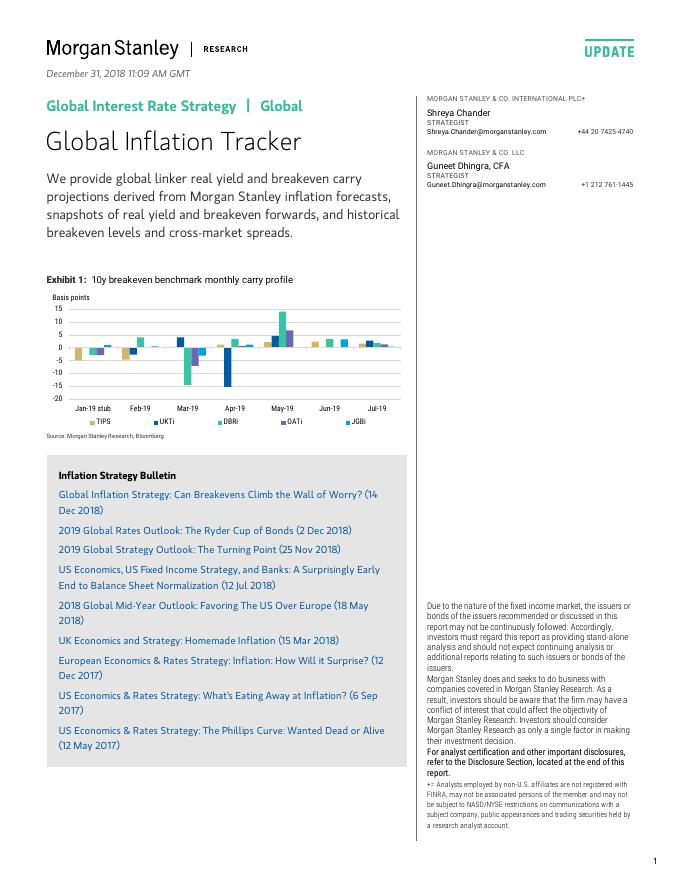 Morgan Stanley | RESEARCH
UPDATE
December 31, 2018 11:09 AM GMT
Global Interest Rate Strategy | Global
Global Inflation Tracker
We provide global linker real yield and breakeven carry
projections derived from Morgan Stanley inflation forecasts,
snapshots of real yield and breakeven forwards, and historical
breakeven levels and cross-market spreads.
Exhibit 1: 10y breakeven benchmark monthly carry profile
Basis points
15
10
5
0
-5
-10
-15
-20
Jan-19 stub Feb-19 Mar-19 Apr-19 May-19 Jun-19 Jul-19
TIPS UKTi DBRi OATi JGBi
Source: Morgan Stanley Research, Bloomberg
Inflation Strategy Bulletin
Global Inflation Strategy: Can Breakevens Climb the Wall of Worry? (14
Dec 2018)
2019 Global Rates Outlook: The Ryder Cup of Bonds (2 Dec 2018)
2019 Global Strategy Outlook: The Turning Point (25 Nov 2018)
US Economics, US Fixed Income Strategy, and Banks: A Surprisingly Early
End to Balance Sheet Normalization (12 Jul 2018)
2018 Global Mid-Year Outlook: Favoring The US Over Europe (18 May
2018)
UK Economics and Strategy: Homemade Inflation (15 Mar 2018)
European Economics & Rates Strategy: Inflation: How Will it Surprise? (12
Dec 2017)
US Economics & Rates Strategy: What's Eating Away at Inflation? (6 Sep
2017)
US Economics & Rates Strategy: The Phillips Curve: Wanted Dead or Alive
(12 May 2017)
MORGAN STANLEY & CO. INTERNATIONAL PLC+
Shreya Chander
STRATEGIST
Shreya.Chander@morganstanley.com +44 20 7425-4740
MORGAN STANLEY & CO. LLC
Guneet Dhingra, CFA
STRATEGIST
Guneet.Dhingra@morganstanley.com +1 212 761-1445
Due to the nature of the fixed income market, the issuers or
bonds of the issuers recommended or discussed in this
report may not be continuously followed. Accordingly,
investors must regard this report as providing stand-alone
analysis and should not expect continuing analysis or
additional reports relating to such issuers or bonds of the
issuers.
Morgan Stanley does and seeks to do business with
companies covered in Morgan Stanley Research. As a
result, investors should be aware that the firm may have a
conflict of interest that could affect the objectivity of
Morgan Stanley Research. Investors should consider
Morgan Stanley Research as only a single factor in making
their investment decision.
For analyst certification and other important disclosures,
refer to the Disclosure Section, located at the end of this
report.
+= Analysts employed by non-U.S. affiliates are not registered with
FINRA, may not be associated persons of the member and may not
be subject to NASD/NYSE restrictions on communications with a
subject company, public appearances and trading securities held by
a research analyst account.
1